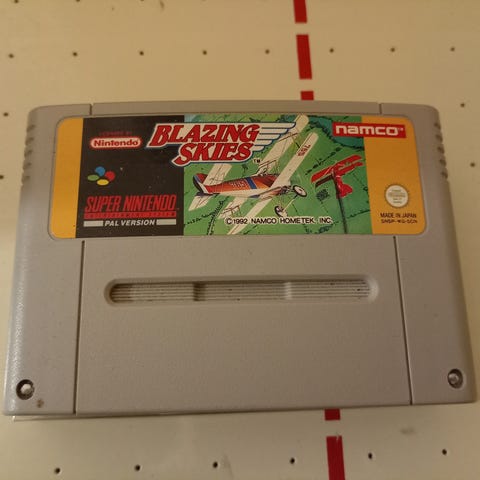 LICENSED BY
Nintendo
BLAZING
SKIES™
namco
SUPER NINTENDO
ENTERTAINMENT SYSTEM
PAL VERSION
©1992 NAMCO HOMETEK, INC.
MADE IN JAPAN
SNSP-WG-SCN